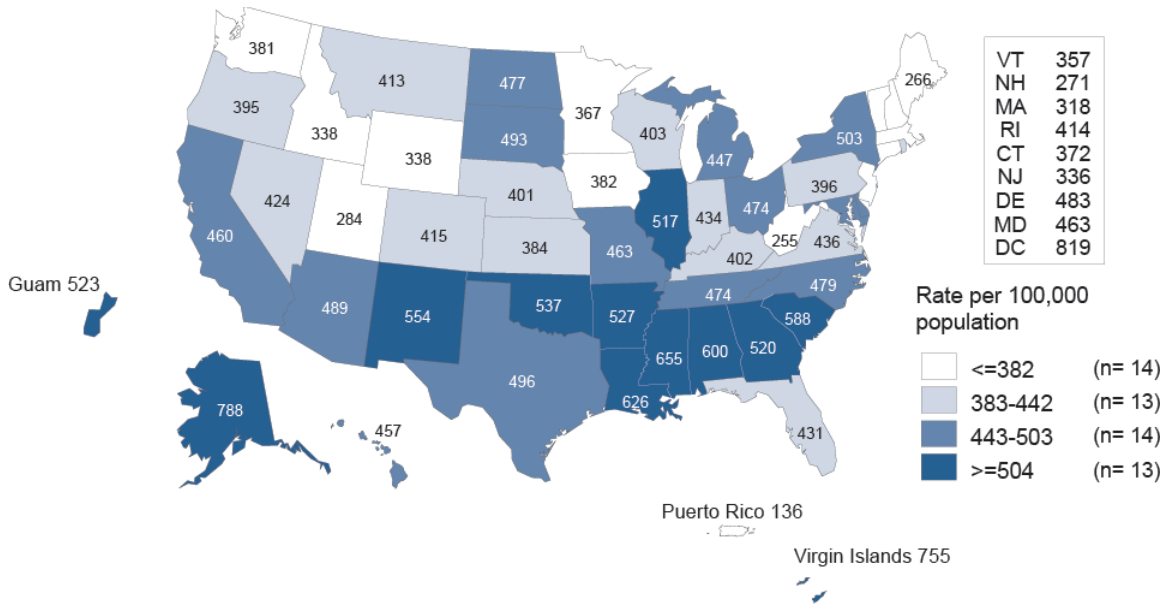 381
413
477
367
266
395
338
338
493
403
447
503
424
284
415
401
382
517
434
474
396
460
384
463
402
255
436
489
554
537
527
474
479
496
626
655
600
520
588
431
788
457
VT 357
NH 271
MA 318
RI 414
CT 372
NJ 336
DE 483
MD 463
DC 819
Guam 523
Rate per 100,000
population
<=382 (n= 14)
383-442 (n= 13)
443-503 (n= 14)
>=504 (n= 13)
Puerto Rico 136
Virgin Islands 755